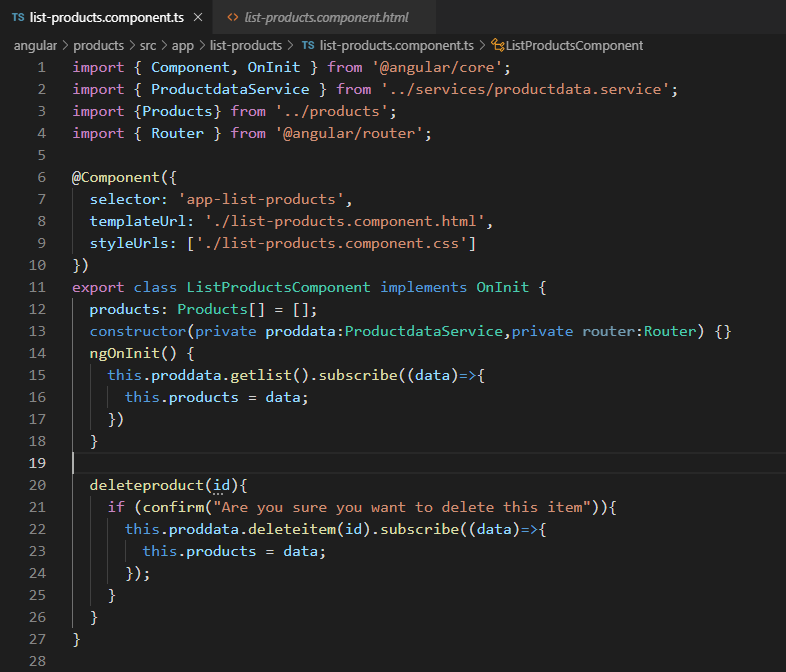 TS list-products.component.ts × <> list-products.component.html
angular > products > src > app > list-products > TS list-products.component.ts > ListProductsComponent
1 import { Component, OnInit } from '@angular/core';
2 import { ProductdataService } from '../services/productdata.service';
3 import {Products} from '../products';
4 import { Router } from '@angular/router';
5
6 @Component({
7   selector: 'app-list-products',
8   templateUrl: './list-products.component.html',
9   styleUrls: ['./list-products.component.css']
10 })
11 export class ListProductsComponent implements OnInit {
12   products: Products[] = [];
13   constructor(private proddata:ProductdataService,private router:Router) {}
14   ngOnInit() {
15     this.proddata.getlist().subscribe((data)=>{
16       this.products = data;
17     })
18   }
19
20   deleteproduct(id){
21     if (confirm("Are you sure you want to delete this item")){
22       this.proddata.deleteitem(id).subscribe((data)=>{
23         this.products = data;
24       });
25     }
26   }
27 }
28